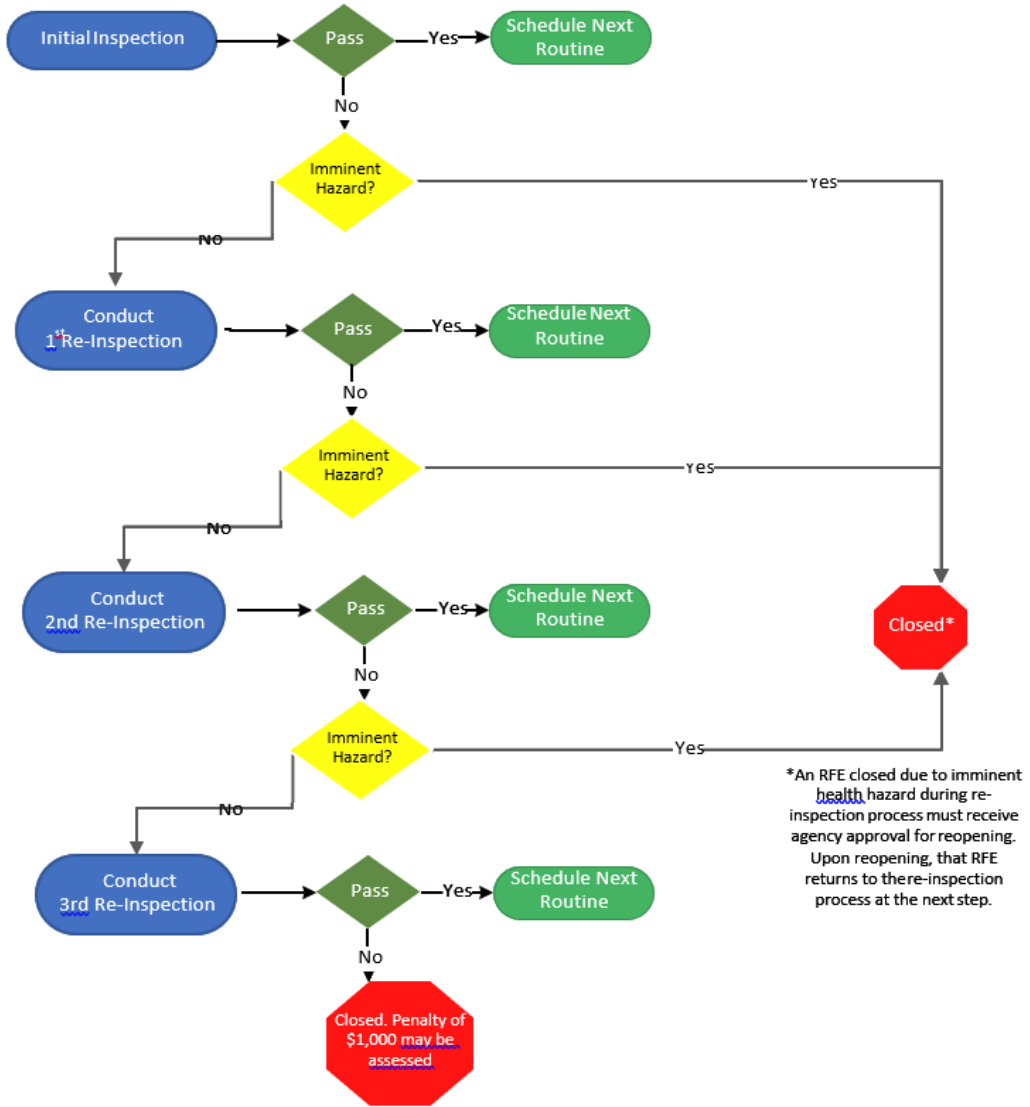 Initial Inspection
Pass
Yes
Schedule Next
Routine
No
Imminent
Hazard?
Yes
No
Conduct
1st Re-Inspection
Pass
Yes
Schedule Next
Routine
No
Imminent
Hazard?
Yes
No
Conduct
2nd Re-Inspection
Pass
Yes
Schedule Next
Routine
Closed*
No
Imminent
Hazard?
Yes
No
*An RFE closed due to imminent
health hazard during re-
inspection process must receive
agency approval for reopening.
Upon reopening, that RFE
returns to there-inspection
process at the next step.
Conduct
3rd Re-Inspection
Pass
Yes
Schedule Next
Routine
No
Closed. Penalty of
$1,000 may be
assessed